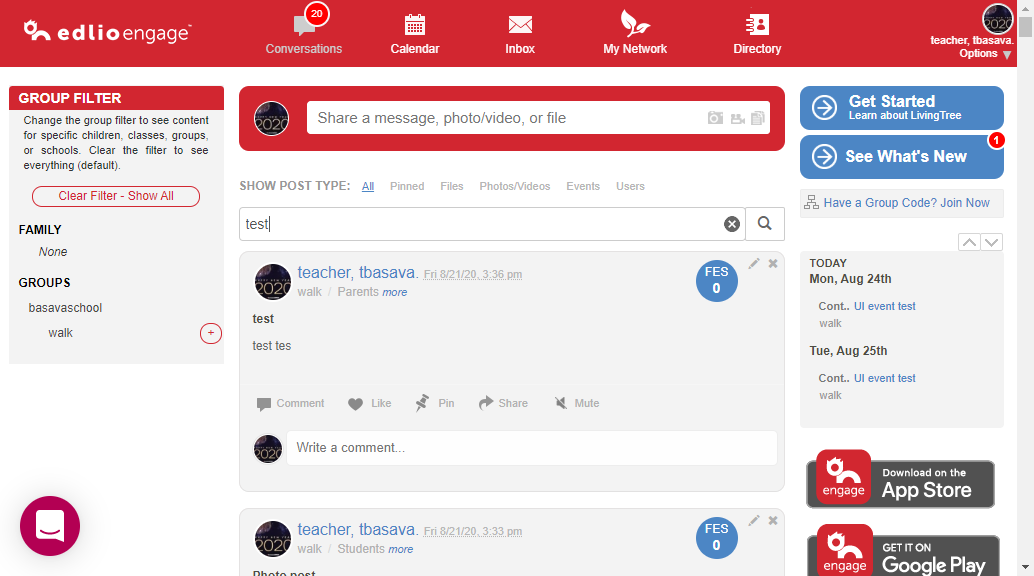 edlio engage
20
Conversations
Calendar
Inbox
My Network
Directory
teacher, tbasava.
Options
GROUP FILTER
Change the group filter to see content
for specific children, classes, groups,
or schools. Clear the filter to see
everything (default).
Clear Filter - Show All
FAMILY
None
GROUPS
basavaschool
walk
+
2020
Share a message, photo/video, or file
SHOW POST TYPE: All Pinned Files Photos/Videos Events Users
test
2020
teacher, tbasava. Fri 8/21/20, 3:36 pm
walk / Parents more
FES
0
test
test tes
Comment Like Pin Share Mute
2020
Write a comment...
2020
teacher, tbasava. Fri 8/21/20, 3:33 pm
walk / Students more
FES
0
Photo post
Get Started
Learn about LivingTree
1
See What's New
Have a Group Code? Join Now
TODAY
Mon, Aug 24th
Cont.. UI event test
walk
Tue, Aug 25th
Cont.. UI event test
walk
engage
Download on the
App Store
engage
GET IT ON
Google Play